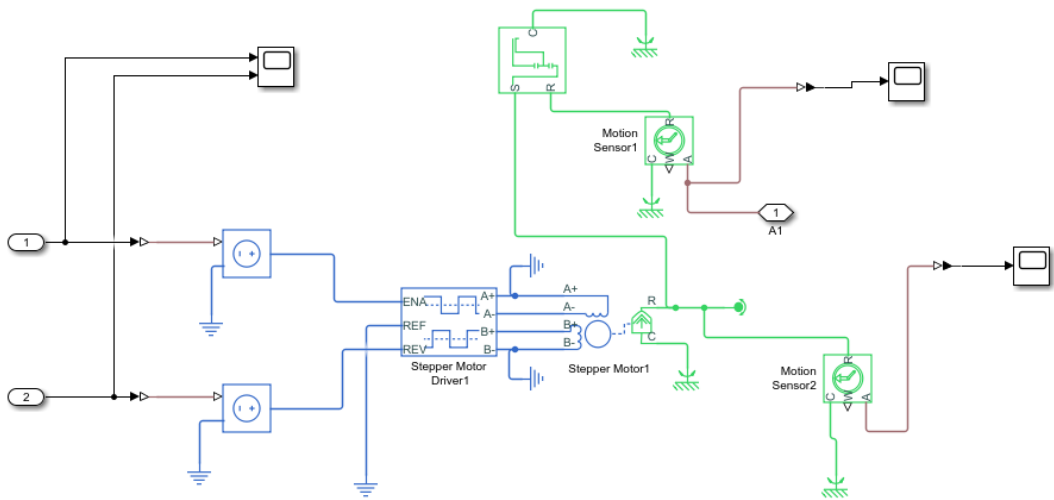 C
S
R
R
Motion
Sensor1
C
W
A
1
A1
1
ENA
REF
REV
A+
A-
B+
B-
A+
A-
B+
B-
R
C
Stepper Motor
Driver1
Stepper Motor1
2
R
Motion
Sensor2
C
W
A